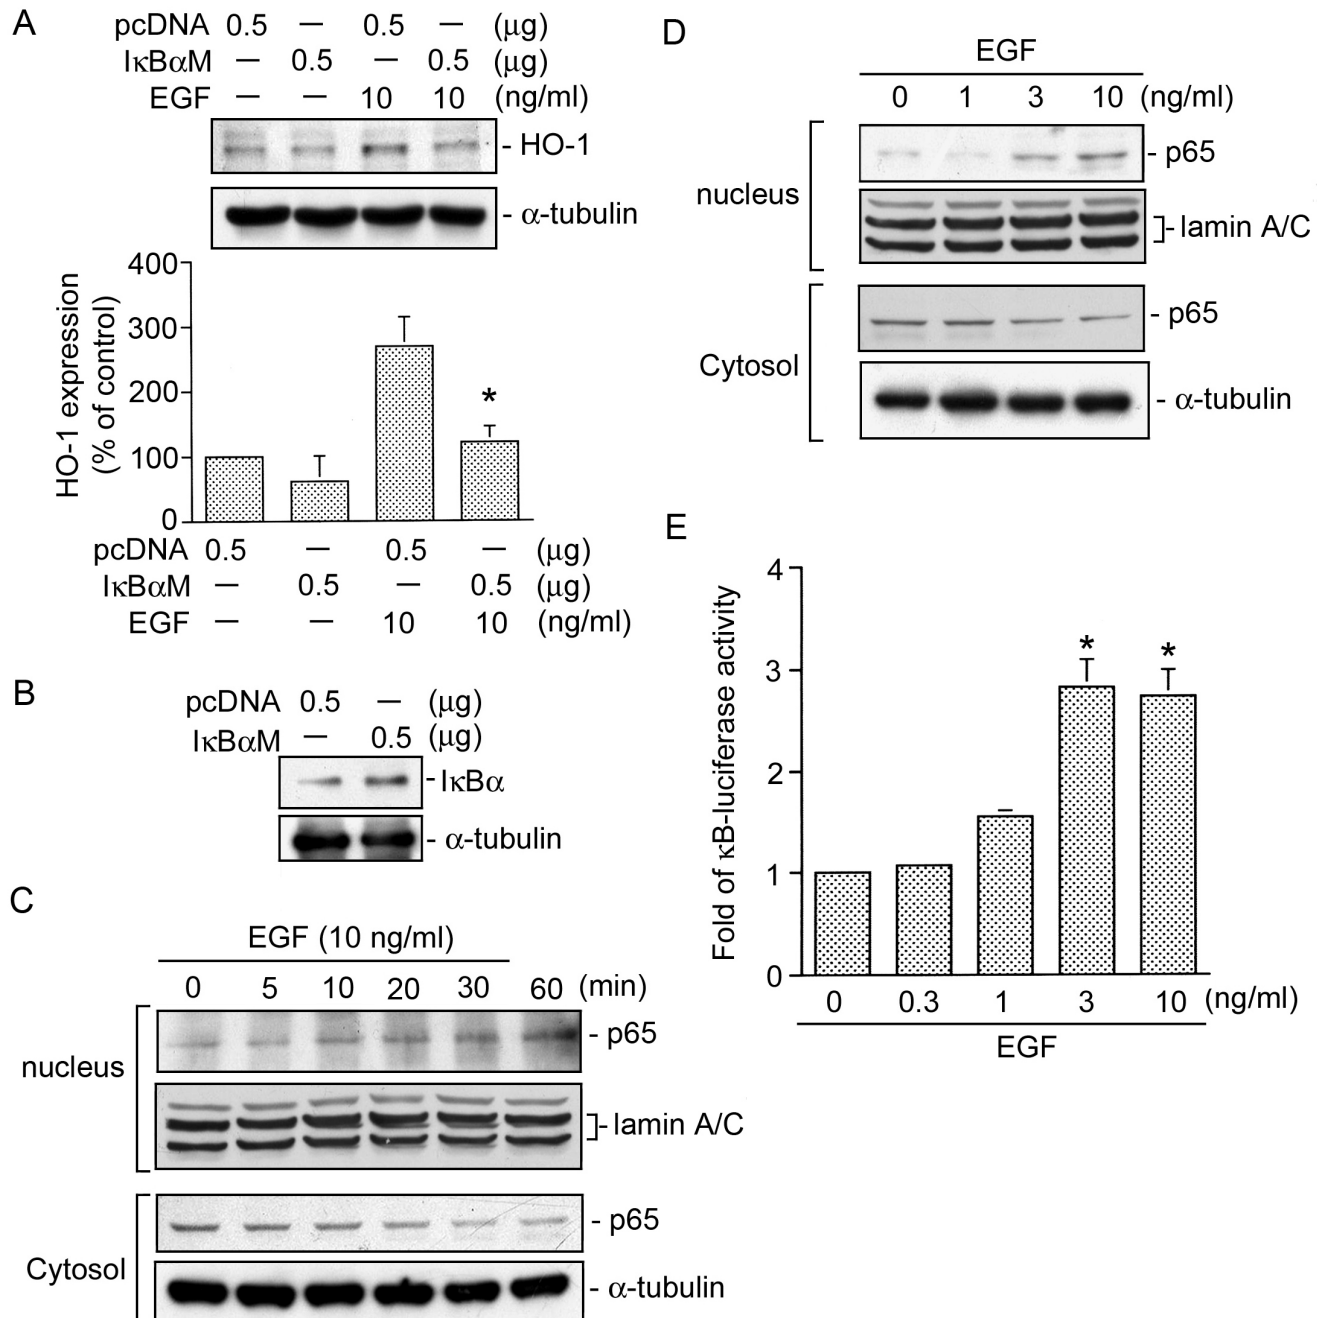 A
pcDNA 0.5 — 0.5 — (μg)
IκBαM — 0.5 — 0.5 (μg)
EGF — — 10 10 (ng/ml)
- HO-1
- α-tubulin
HO-1 expression
(% of control)
400
300
200
100
0
*
pcDNA 0.5 — 0.5 — (μg)
IκBαM — 0.5 — 0.5 (μg)
EGF — — 10 10 (ng/ml)
B
pcDNA 0.5 — (μg)
IκBαM — 0.5 (μg)
- IκBα
- α-tubulin
C
EGF (10 ng/ml)
0 5 10 20 30 60 (min)
nucleus
- p65
- lamin A/C
Cytosol
- p65
- α-tubulin
D
EGF
0 1 3 10 (ng/ml)
nucleus
- p65
- lamin A/C
Cytosol
- p65
- α-tubulin
E
Fold of κB-luciferase activity
4
3
2
1
0
* *
0 0.3 1 3 10 (ng/ml)
EGF